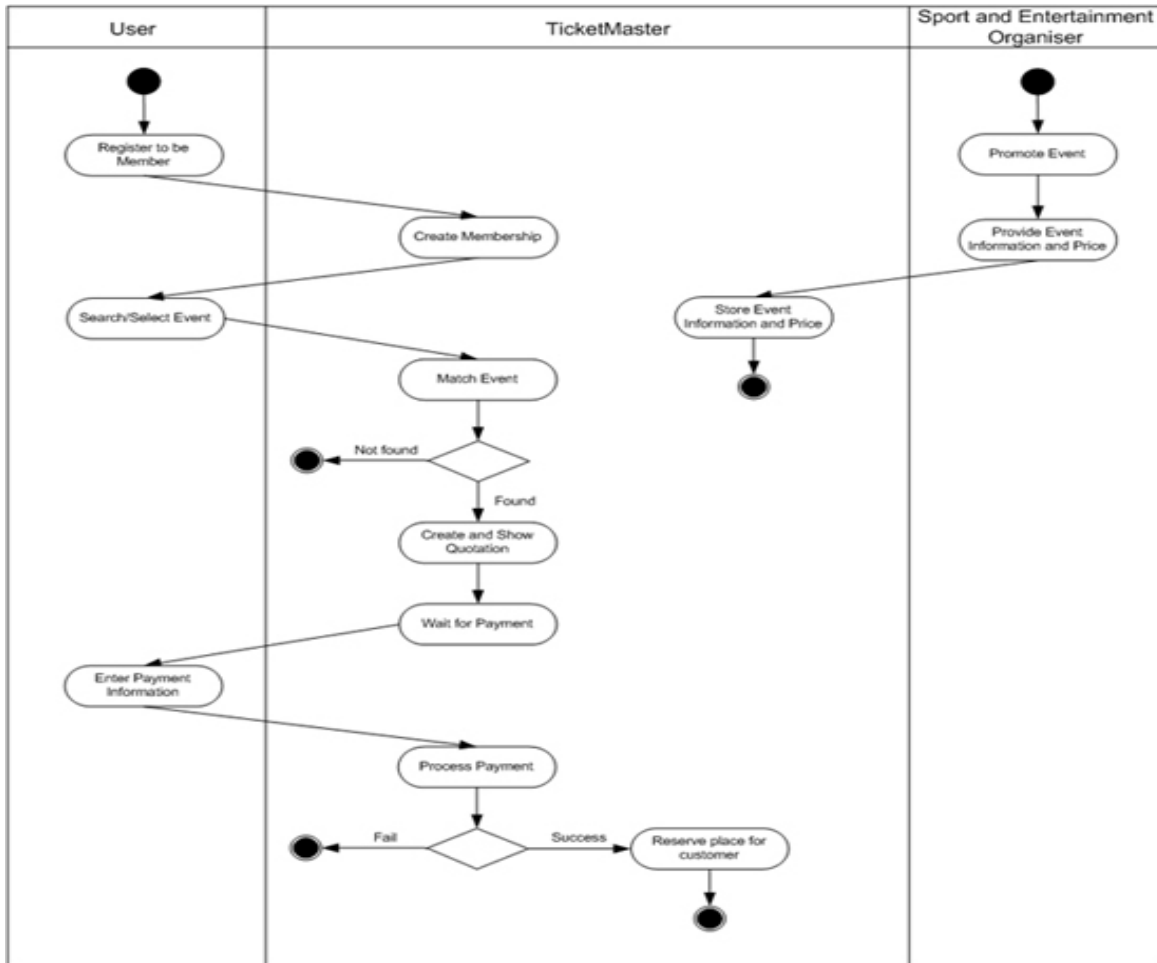 User
TicketMaster
Sport and Entertainment
Organiser
Register to be
Member
Promote Event
Create Membership
Provide Event
Information and Price
Search/Select Event
Store Event
Information and Price
Match Event
Not found
Found
Create and Show
Quotation
Wait for Payment
Enter Payment
Information
Process Payment
Fail
Success
Reserve place for
customer